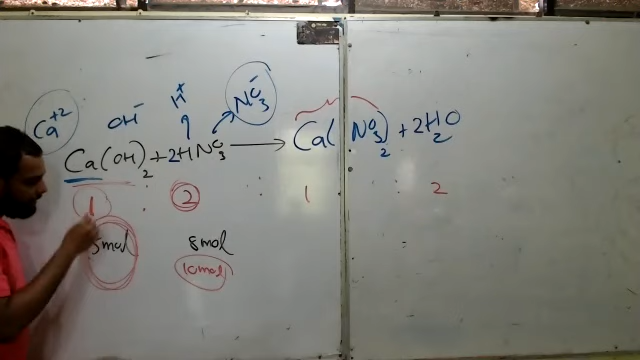 H⁺
Ca⁺² OH⁻ NO₃⁻
Ca(OH)₂ + 2HNO₃ → Ca(NO₃)₂ + 2H₂O
1 : 2 : 1 : 2
5mol 8mol
10mol